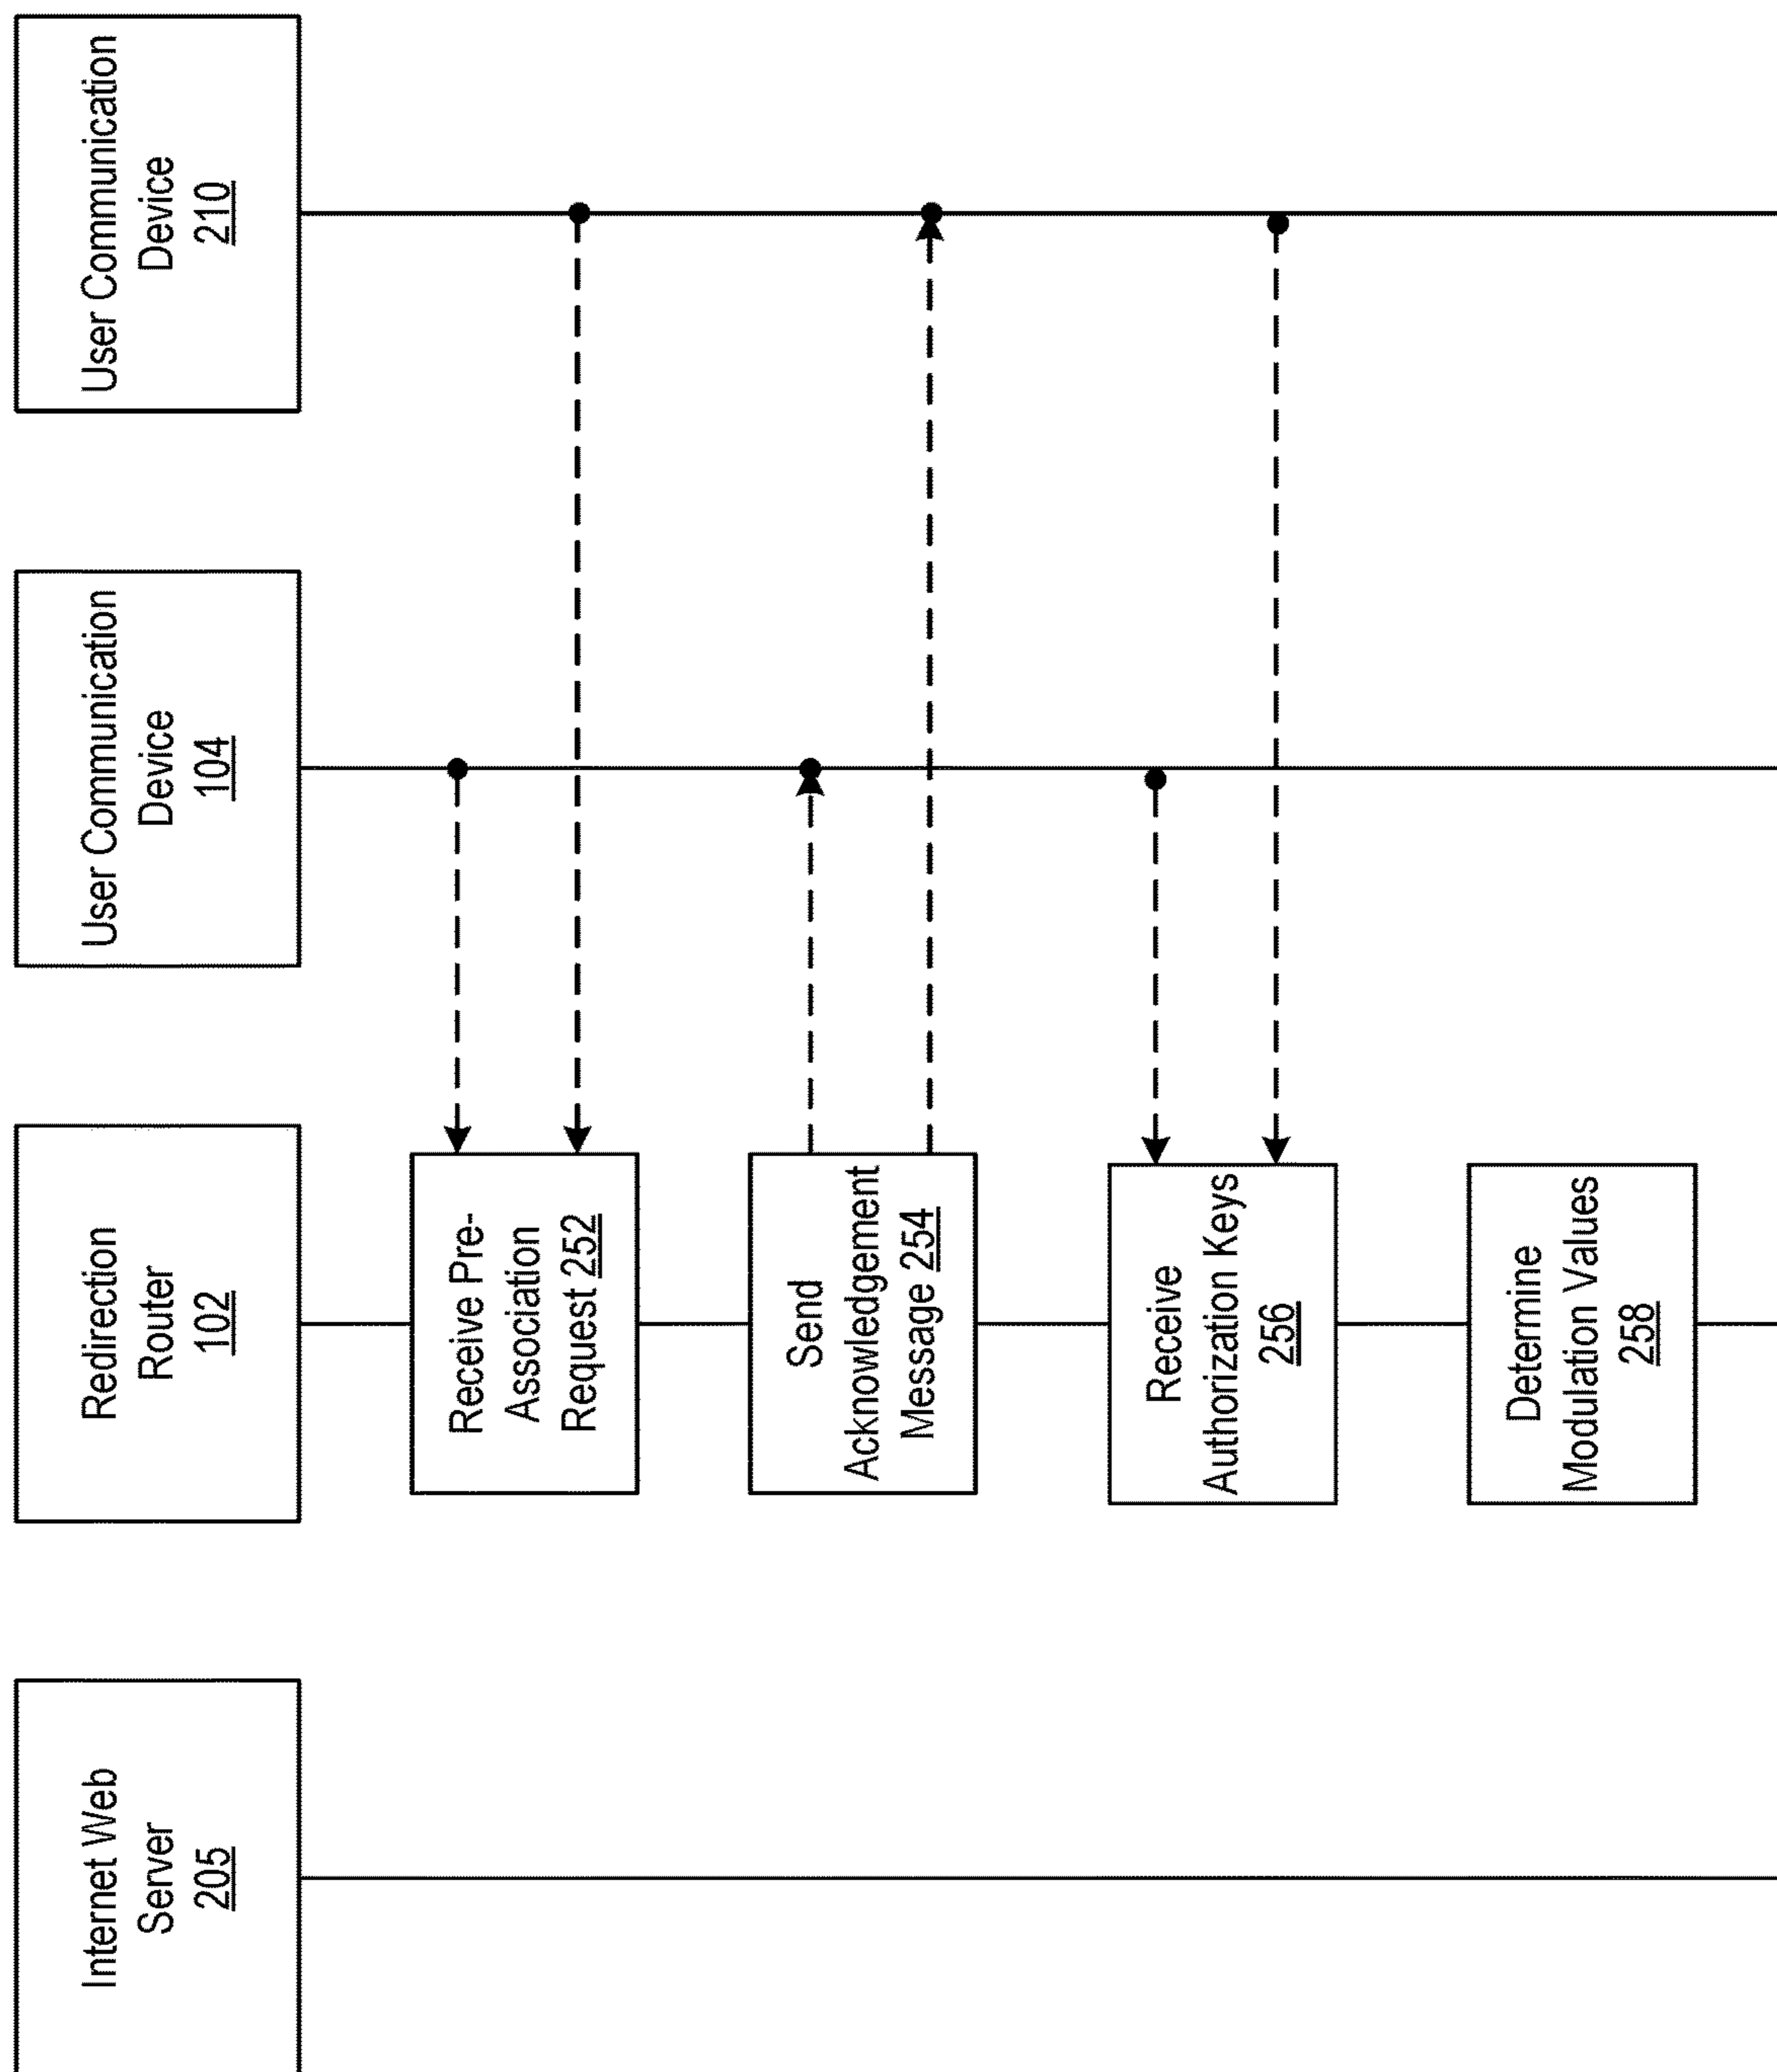 Internet Web
Server
205
Redirection
Router
102
User Communication
Device
104
User Communication
Device
210
Receive Pre-
Association
Request 252
Send
Acknowledgement
Message 254
Receive
Authorization Keys
256
Determine
Modulation Values
258